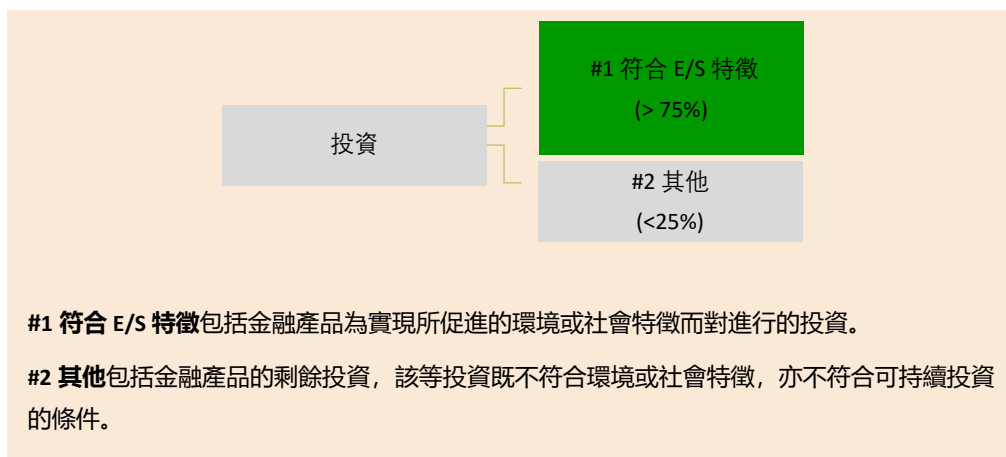 #1 符合 E/S 特徵
(> 75%)
投資
#2 其他
(<25%)
#1 符合 E/S 特徵包括金融產品為實現所促進的環境或社會特徵而對進行的投資。
#2 其他包括金融產品的剩餘投資，該等投資既不符合環境或社會特徵，亦不符合可持續投資
的條件。